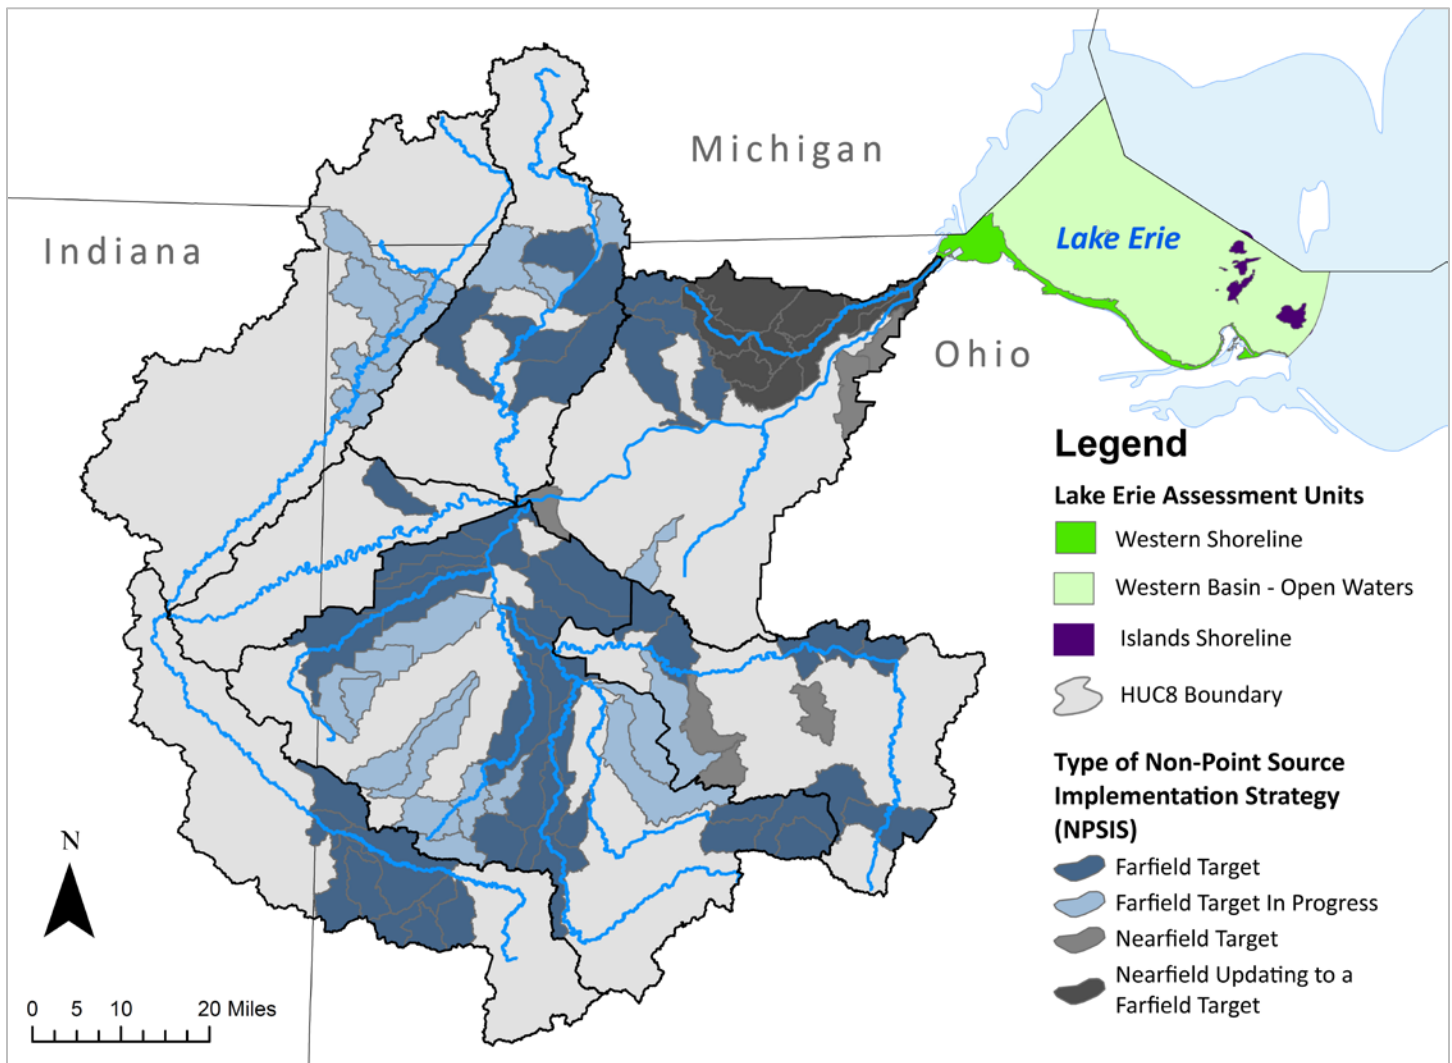 Michigan
Indiana
Lake Erie
Ohio
Legend
Lake Erie Assessment Units
Western Shoreline
Western Basin - Open Waters
Islands Shoreline
HUC8 Boundary
Type of Non-Point Source
Implementation Strategy
(NPSIS)
Farfield Target
Farfield Target In Progress
Nearfield Target
Nearfield Updating to a
Farfield Target
N
0 5 10 20 Miles